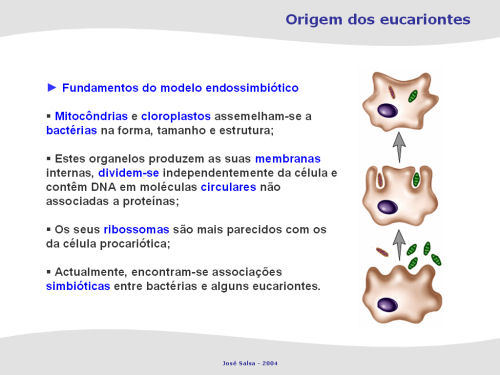 Origem dos eucariontes
► Fundamentos do modelo endossimbiótico
▪ Mitocôndrias e cloroplastos assemelham-se a
bactérias na forma, tamanho e estrutura;
▪ Estes organelos produzem as suas membranas
internas, dividem-se independentemente da célula e
contêm DNA em moléculas circulares não
associadas a proteínas;
▪ Os seus ribossomas são mais parecidos com os
da célula procariótica;
▪ Actualmente, encontram-se associações
simbióticas entre bactérias e alguns eucariontes.
José Salsa - 2004